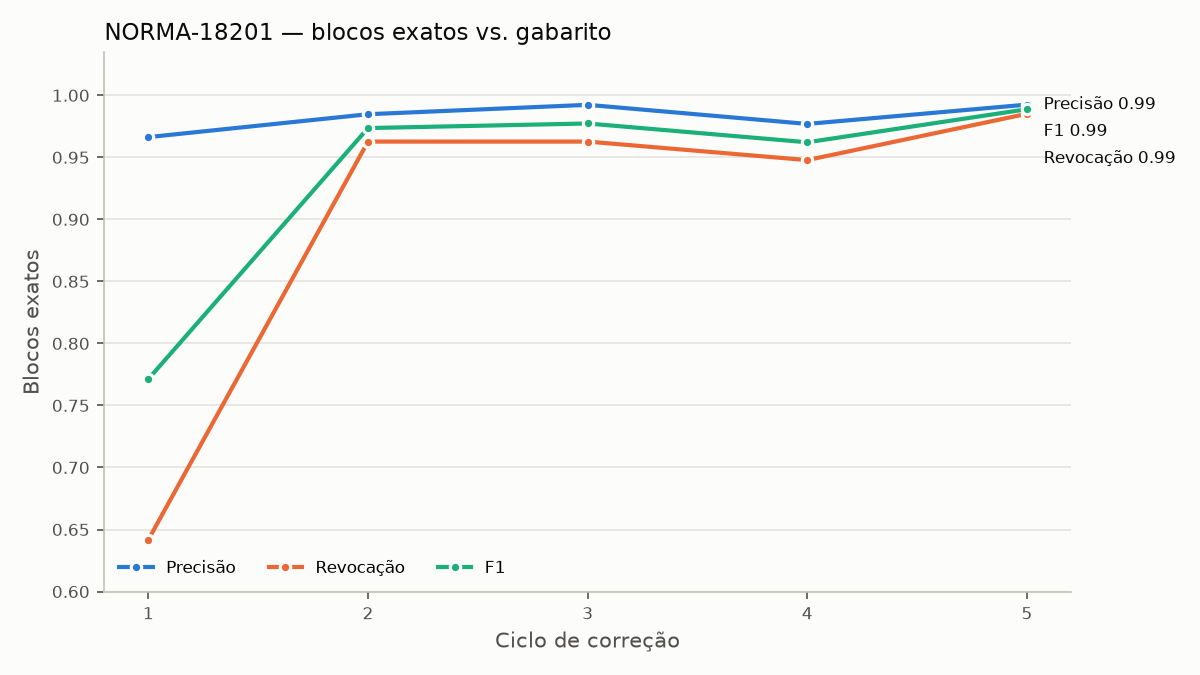 NORMA-18201 — blocos exatos vs. gabarito
Blocos exatos
1.00
0.95
0.90
0.85
0.80
0.75
0.70
0.65
0.60
Precisão 0.99
F1 0.99
Revocação 0.99
Precisão
Revocação
F1
1
2
3
4
5
Ciclo de correção